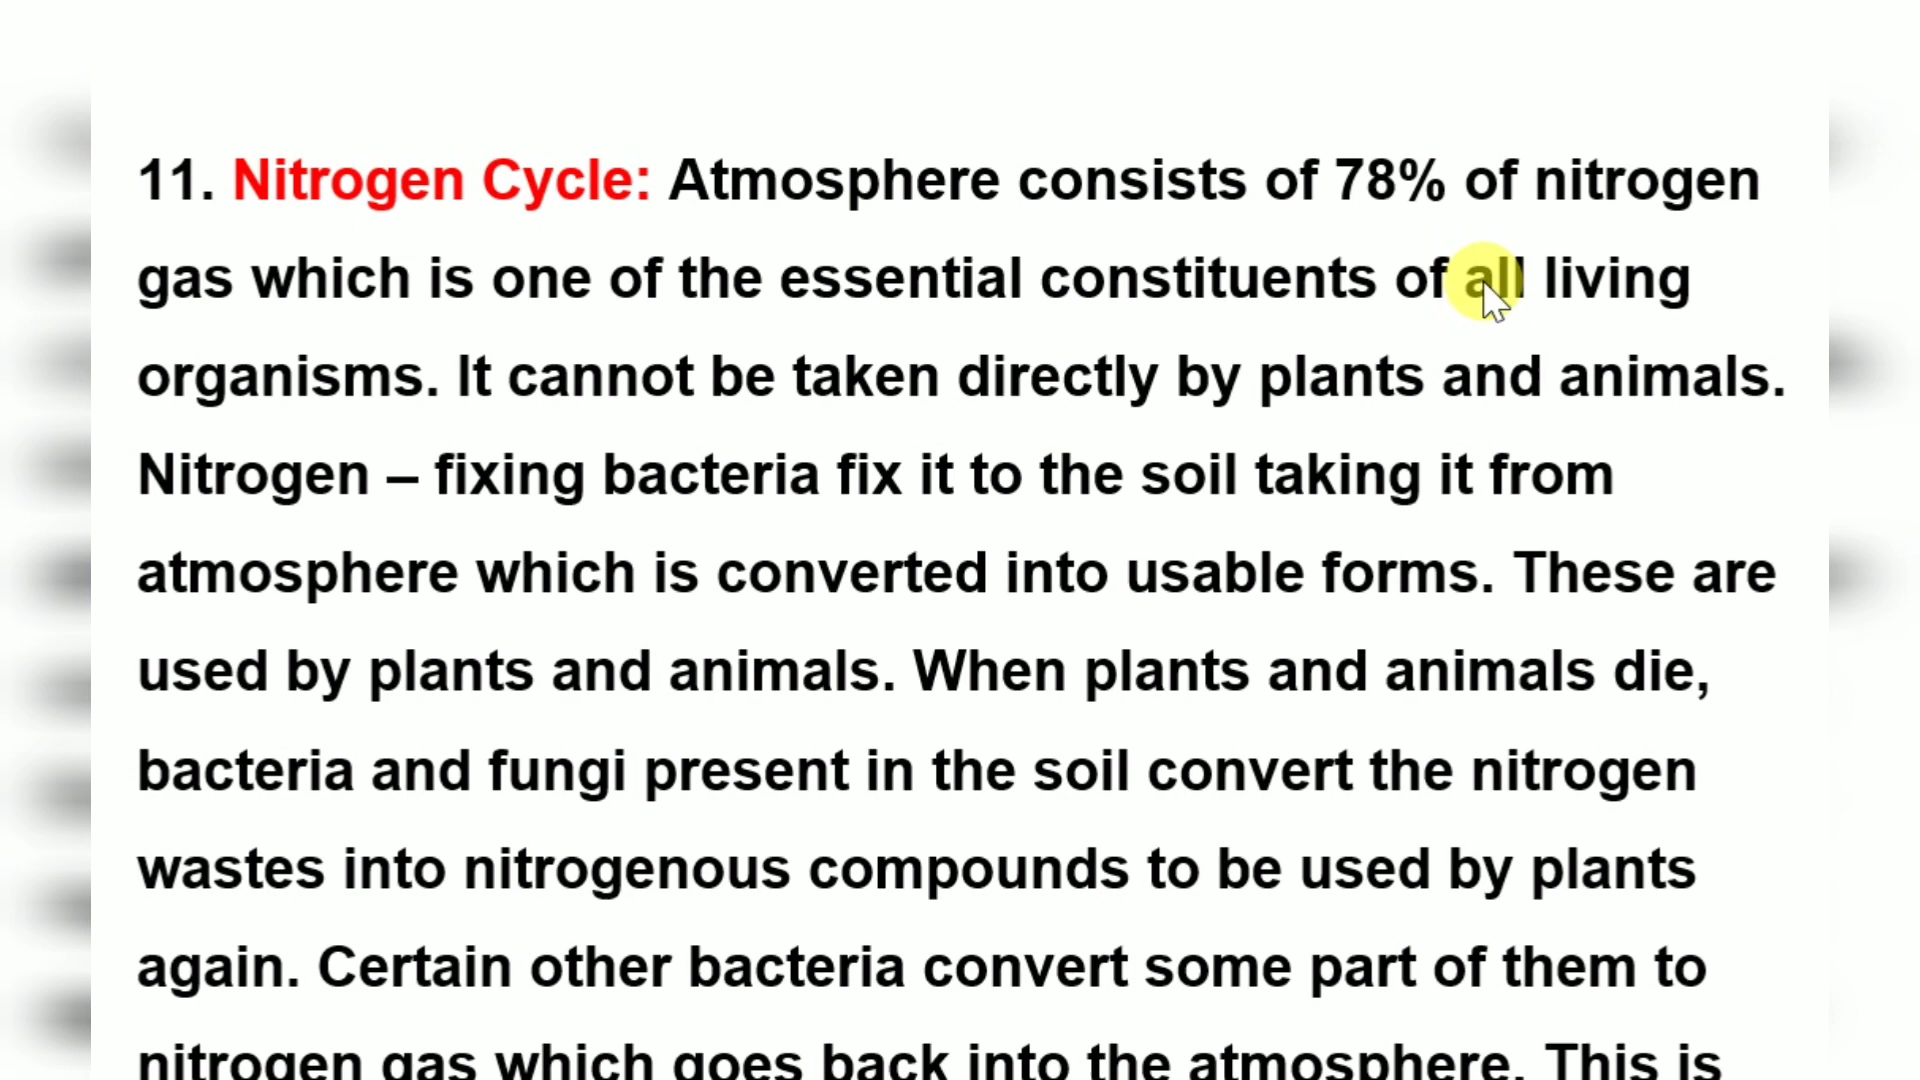 11. Nitrogen Cycle: Atmosphere consists of 78% of nitrogen
gas which is one of the essential constituents of all living
organisms. It cannot be taken directly by plants and animals.
Nitrogen – fixing bacteria fix it to the soil taking it from
atmosphere which is converted into usable forms. These are
used by plants and animals. When plants and animals die,
bacteria and fungi present in the soil convert the nitrogen
wastes into nitrogenous compounds to be used by plants
again. Certain other bacteria convert some part of them to
nitrogen gas which goes back into the atmosphere. This is